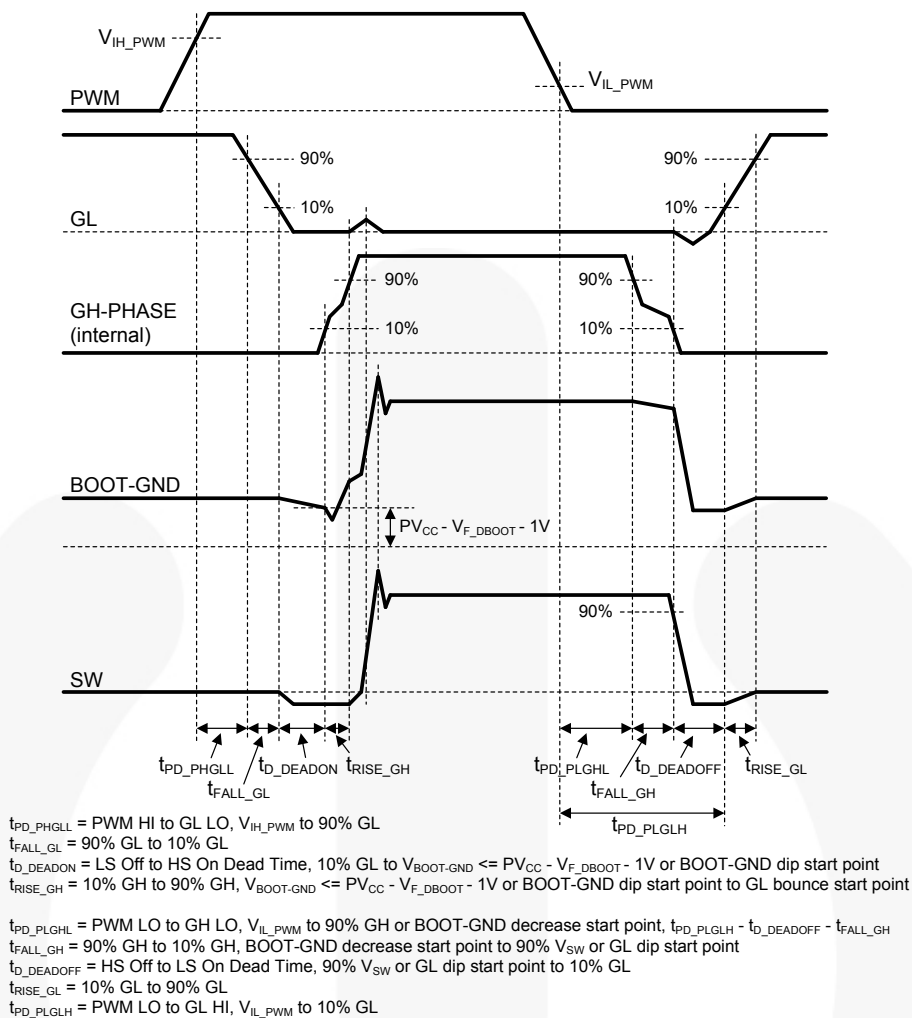 V_IH_PWM
V_IL_PWM
PWM
90%
90%
10%
10%
GL
90%
90%
GH-PHASE
(internal)
10%
10%
BOOT-GND
PV_CC - V_F_DBOOT - 1V
90%
SW
t_PD_PHGLL t_D_DEADON t_RISE_GH t_PD_PLGHL t_D_DEADOFF t_RISE_GL
t_FALL_GL t_FALL_GH
t_PD_PLGLH
t_PD_PHGLL = PWM HI to GL LO, V_IH_PWM to 90% GL
t_FALL_GL = 90% GL to 10% GL
t_D_DEADON = LS Off to HS On Dead Time, 10% GL to V_BOOT-GND <= PV_CC - V_F_DBOOT - 1V or BOOT-GND dip start point
t_RISE_GH = 10% GH to 90% GH, V_BOOT-GND <= PV_CC - V_F_DBOOT - 1V or BOOT-GND dip start point to GL bounce start point
t_PD_PLGHL = PWM LO to GH LO, V_IL_PWM to 90% GH or BOOT-GND decrease start point, t_PD_PLGLH - t_D_DEADOFF - t_FALL_GH
t_FALL_GH = 90% GH to 10% GH, BOOT-GND decrease start point to 90% V_SW or GL dip start point
t_D_DEADOFF = HS Off to LS On Dead Time, 90% V_SW or GL dip start point to 10% GL
t_RISE_GL = 10% GL to 90% GL
t_PD_PLGLH = PWM LO to GL HI, V_IL_PWM to 10% GL